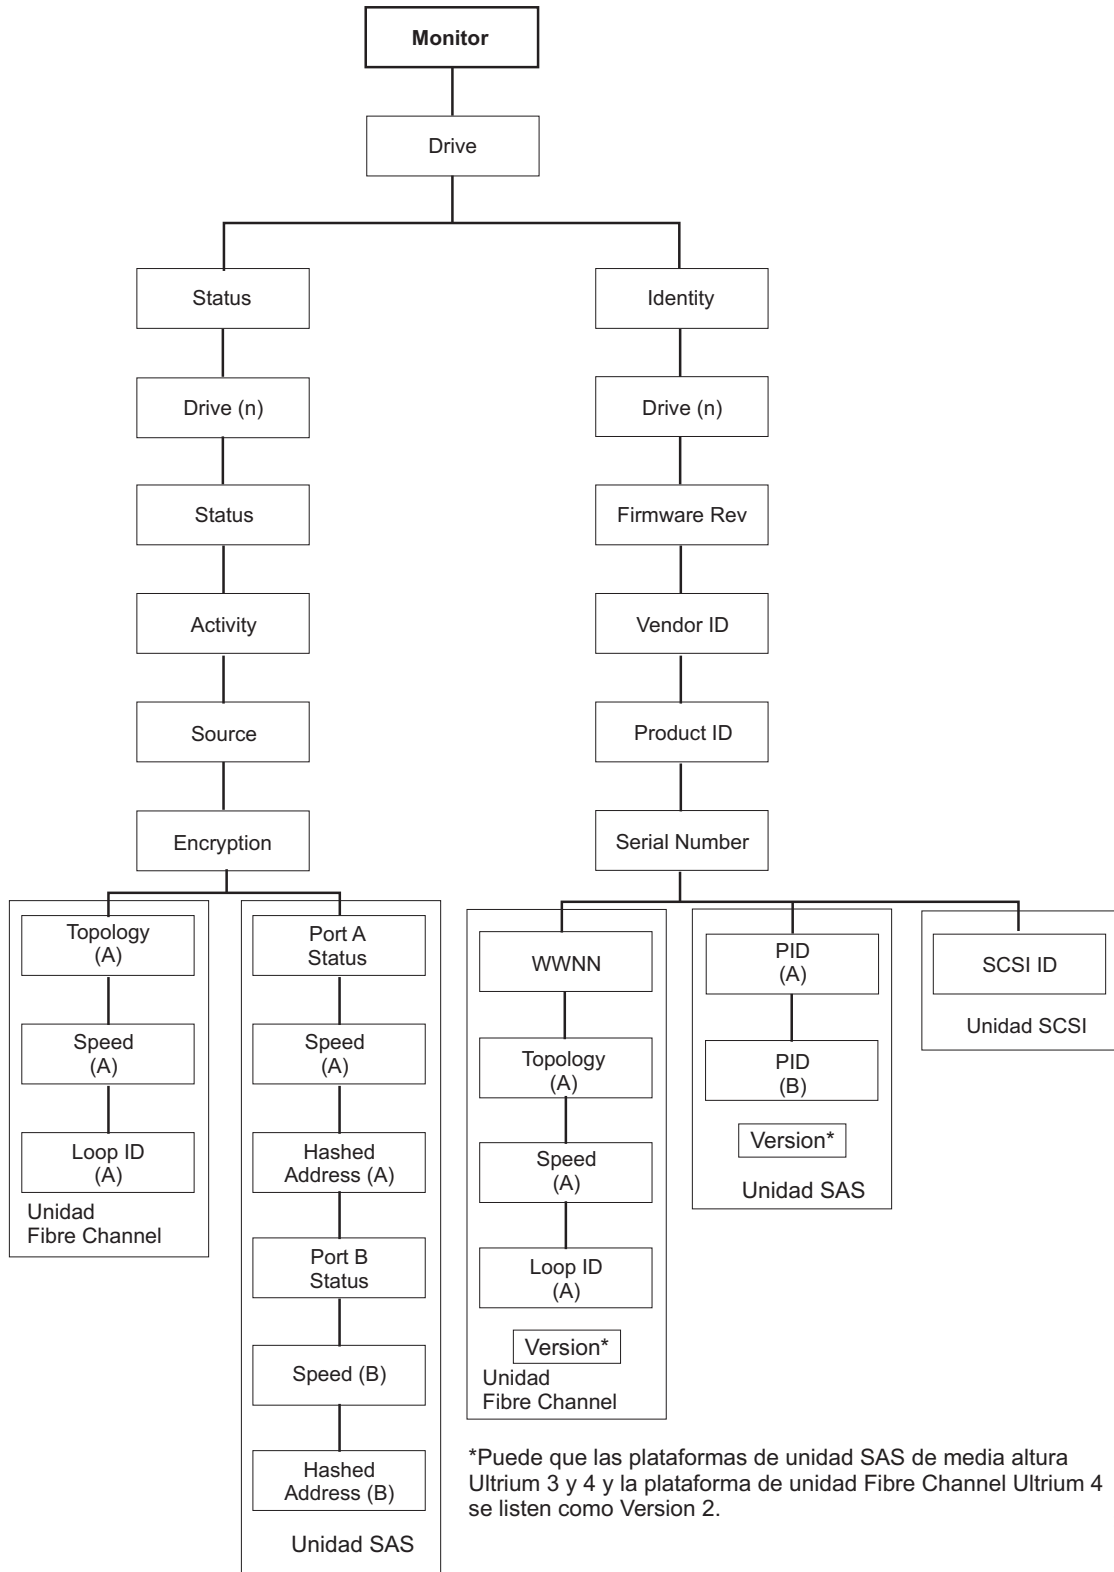 Monitor
Drive
Status
Drive (n)
Status
Activity
Source
Encryption
Topology
(A)
Speed
(A)
Loop ID
(A)
Unidad
Fibre Channel
Port A
Status
Speed
(A)
Hashed
Address (A)
Port B
Status
Speed (B)
Hashed
Address (B)
Unidad SAS
Identity
Drive (n)
Firmware Rev
Vendor ID
Product ID
Serial Number
WWNN
Topology
(A)
Speed
(A)
Loop ID
(A)
Version*
Unidad
Fibre Channel
PID
(A)
PID
(B)
Version*
Unidad SAS
SCSI ID
Unidad SCSI
*Puede que las plataformas de unidad SAS de media altura
Ultrium 3 y 4 y la plataforma de unidad Fibre Channel Ultrium 4
se listen como Version 2.